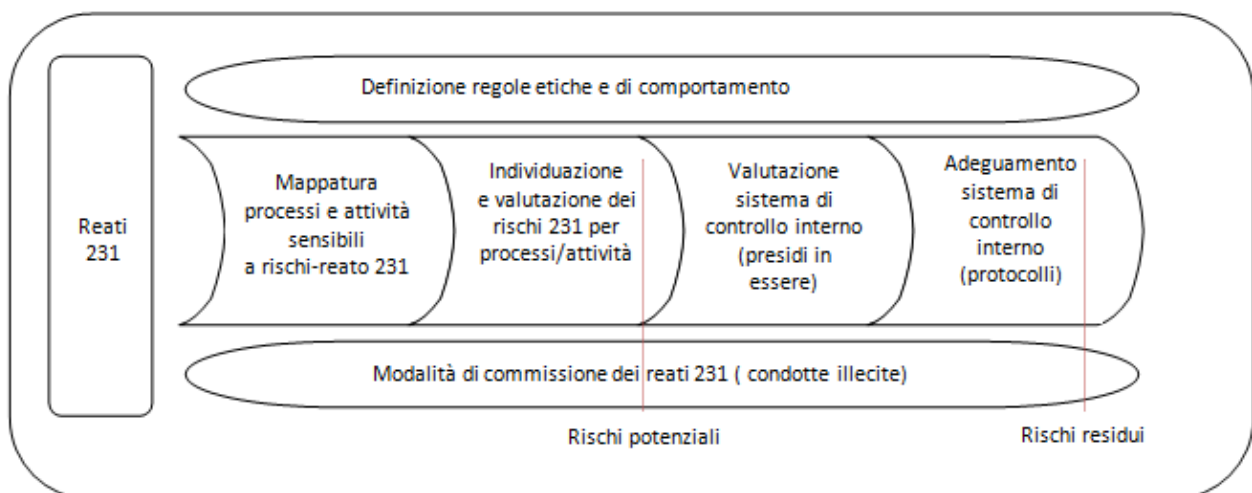 Definizione regole etiche e di comportamento
Reati
231
Mappatura
processi e attività
sensibili
a rischi-reato 231
Individuazione
e valutazione dei
rischi 231 per
processi/attività
Valutazione
sistema di
controllo interno
(presidi in
essere)
Adeguamento
sistema di
controllo
interno
(protocolli)
Modalità di commissione dei reati 231 ( condotte illecite)
Rischi potenziali
Rischi residui